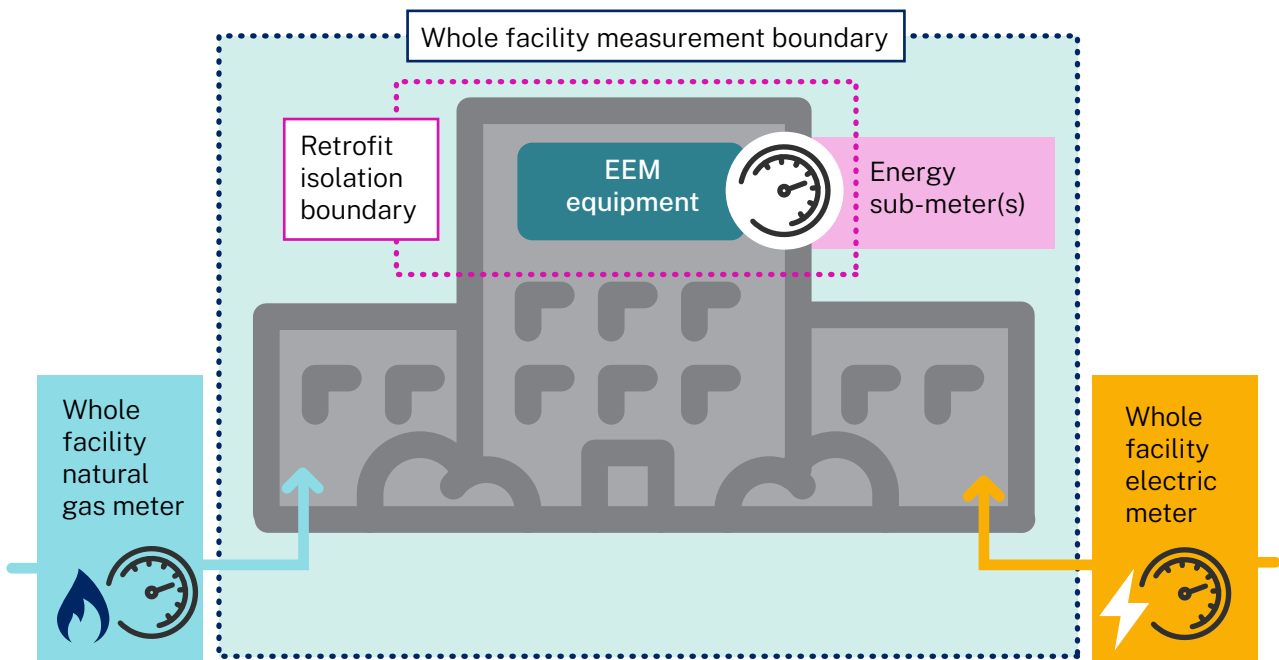 Whole facility measurement boundary
Retrofit
isolation
boundary
EEM
equipment
Energy
sub-meter(s)
Whole
facility
natural
gas meter
Whole
facility
electric
meter